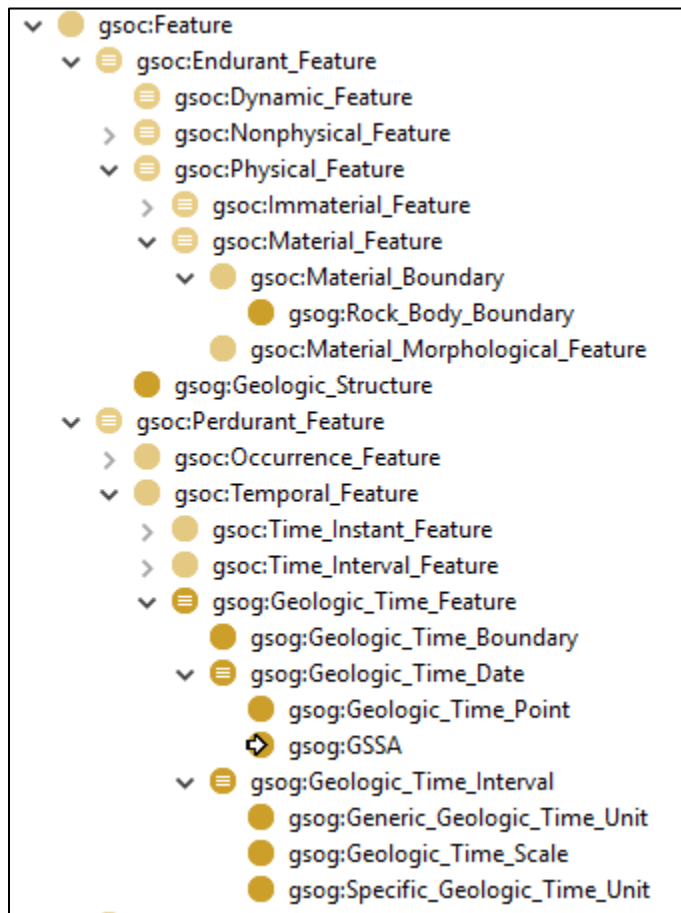 gsoc:Feature
gsoc:Endurant_Feature
gsoc:Dynamic_Feature
gsoc:Nonphysical_Feature
gsoc:Physical_Feature
gsoc:Immaterial_Feature
gsoc:Material_Feature
gsoc:Material_Boundary
gsog:Rock_Body_Boundary
gsoc:Material_Morphological_Feature
gsog:Geologic_Structure
gsoc:Perdurant_Feature
gsoc:Occurrence_Feature
gsoc:Temporal_Feature
gsoc:Time_Instant_Feature
gsoc:Time_Interval_Feature
gsog:Geologic_Time_Feature
gsog:Geologic_Time_Boundary
gsog:Geologic_Time_Date
gsog:Geologic_Time_Point
gsog:GSSA
gsog:Geologic_Time_Interval
gsog:Generic_Geologic_Time_Unit
gsog:Geologic_Time_Scale
gsog:Specific_Geologic_Time_Unit